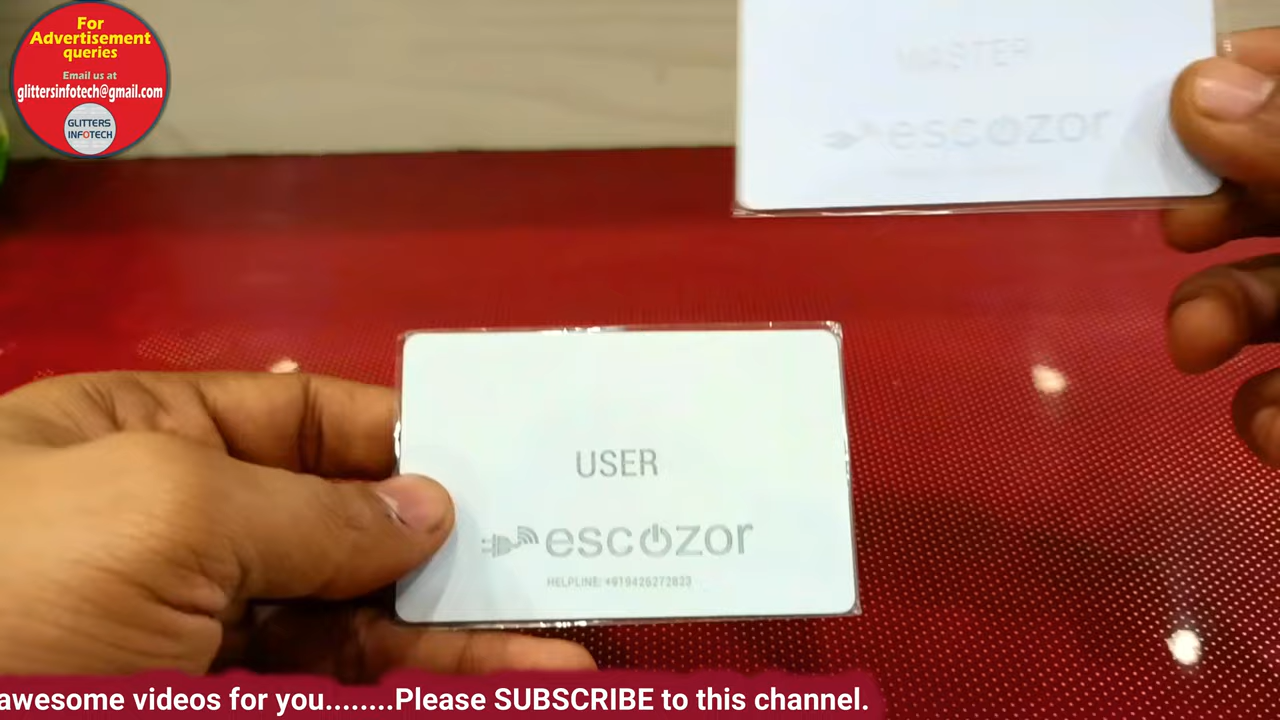 For
Advertisement
queries
Email us at
glittersinfotech@gmail.com
GLITTERS
INFOTECH
MASTER
escozor
USER
escozor
HELPLINE: +919426272823
awesome videos for you........Please SUBSCRIBE to this channel.